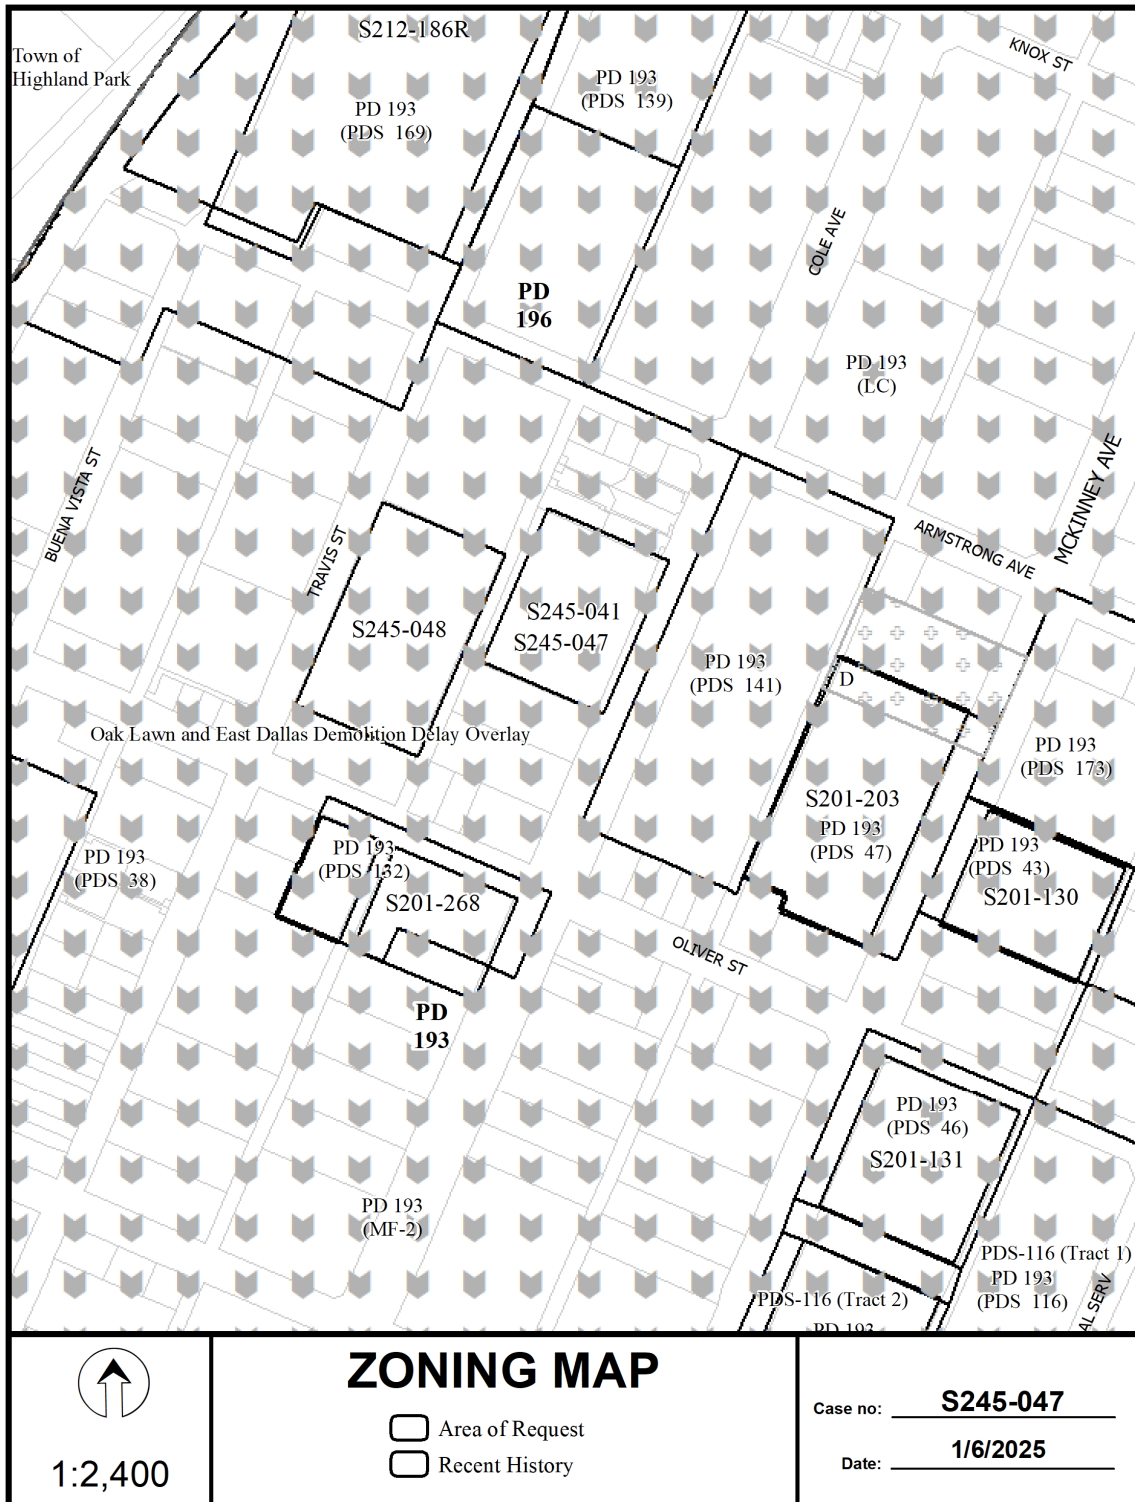 S212-186R
KNOX ST
Town of
Highland Park
PD 193
(PDS 139)
PD 193
(PDS 169)
COLE AVE
PD
196
PD 193
(LC)
MCKINNEY AVE
BUENA VISTA ST
TRAVIS ST
ARMSTRONG AVE
S245-041
S245-047
S245-048
PD 193
(PDS 141)
D
Oak Lawn and East Dallas Demolition Delay Overlay
PD 193
(PDS 173)
S201-203
PD 193
(PDS 47)
PD 193
(PDS 132)
PD 193
(PDS 38)
PD 193
(PDS 43)
S201-130
S201-268
OLIVER ST
PD
193
PD 193
(PDS 46)
S201-131
PD 193
(MF-2)
PDS-116 (Tract 1)
PD 193
(PDS 116)
PDS-116 (Tract 2)
PD 193
AL SERV
1:2,400
ZONING MAP
Area of Request
Recent History
Case no: S245-047
Date: 1/6/2025